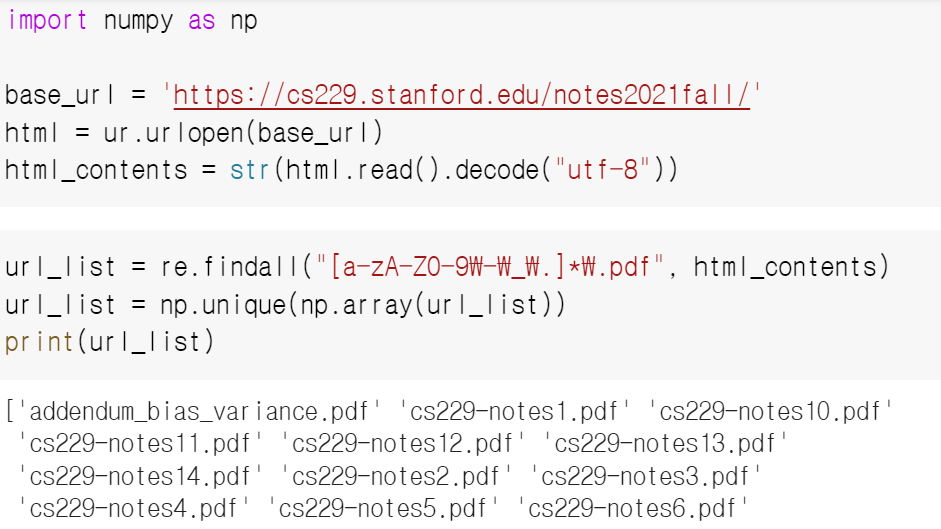 import numpy as np
base_url = 'https://cs229.stanford.edu/notes2021fall/'
html = ur.urlopen(base_url)
html_contents = str(html.read().decode("utf-8"))
url_list = re.findall("[a-zA-Z0-9₩-₩_₩.]*₩.pdf", html_contents)
url_list = np.unique(np.array(url_list))
print(url_list)
['addendum_bias_variance.pdf' 'cs229-notes1.pdf' 'cs229-notes10.pdf'
'cs229-notes11.pdf' 'cs229-notes12.pdf' 'cs229-notes13.pdf'
'cs229-notes14.pdf' 'cs229-notes2.pdf' 'cs229-notes3.pdf'
'cs229-notes4.pdf' 'cs229-notes5.pdf' 'cs229-notes6.pdf'